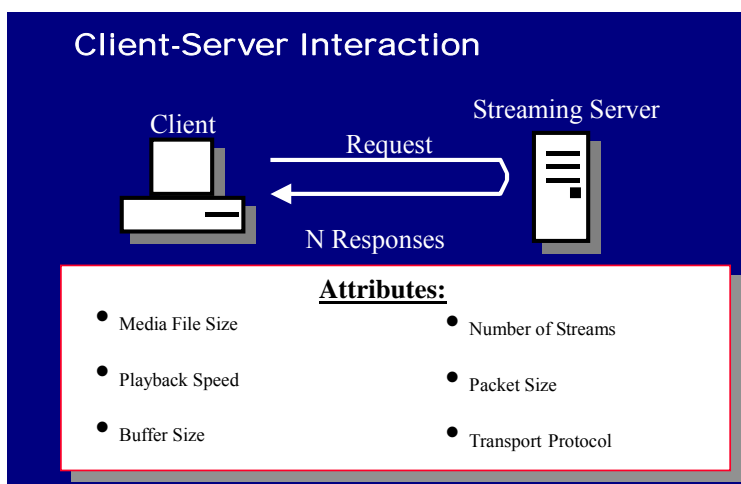 Client-Server Interaction
Streaming Server
Client
Request
N Responses
Attributes:
• Media File Size
• Number of Streams
• Playback Speed
• Packet Size
• Buffer Size
• Transport Protocol